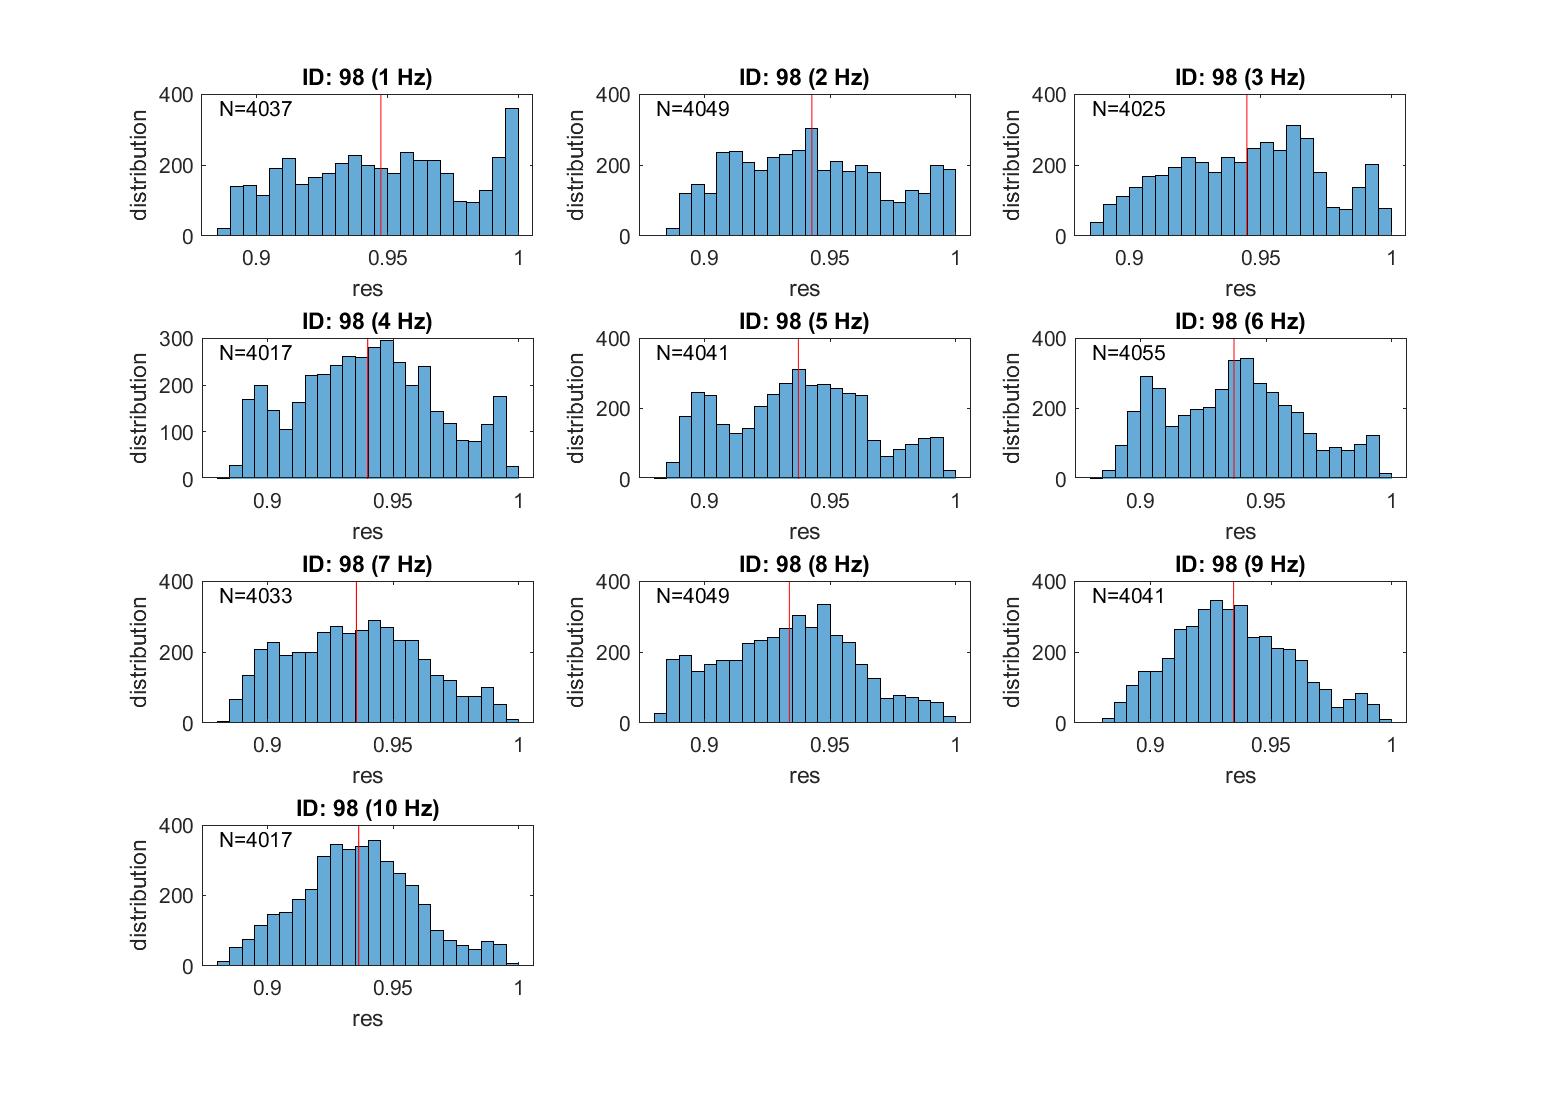 ID: 98 (1 Hz)
N=4037
400
200
0
distribution
0.9 0.95 1
res
ID: 98 (2 Hz)
N=4049
400
200
0
distribution
0.9 0.95 1
res
ID: 98 (3 Hz)
N=4025
400
200
0
distribution
0.9 0.95 1
res
ID: 98 (4 Hz)
N=4017
300
200
100
0
distribution
0.9 0.95 1
res
ID: 98 (5 Hz)
N=4041
400
200
0
distribution
0.9 0.95 1
res
ID: 98 (6 Hz)
N=4055
400
200
0
distribution
0.9 0.95 1
res
ID: 98 (7 Hz)
N=4033
400
200
0
distribution
0.9 0.95 1
res
ID: 98 (8 Hz)
N=4049
400
200
0
distribution
0.9 0.95 1
res
ID: 98 (9 Hz)
N=4041
400
200
0
distribution
0.9 0.95 1
res
ID: 98 (10 Hz)
N=4017
400
200
0
distribution
0.9 0.95 1
res